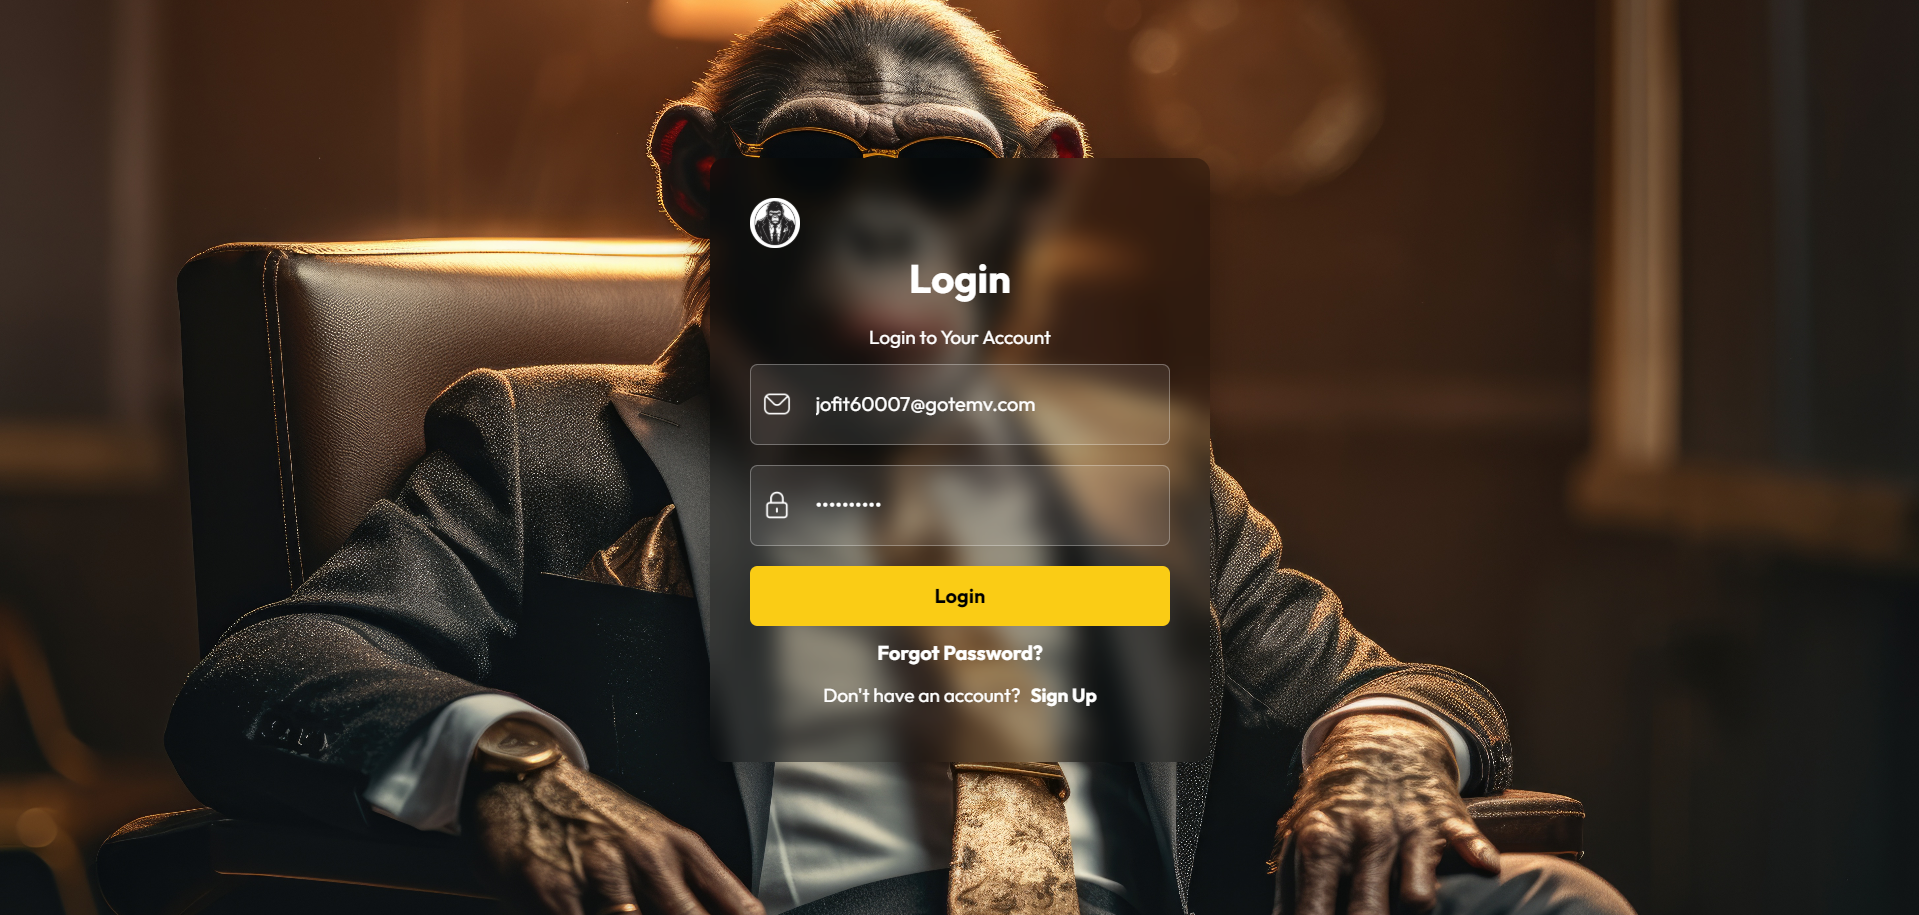 Login
Login to Your Account
jofit60007@gotemv.com
••••••••••
Login
Forgot Password?
Don't have an account? Sign Up